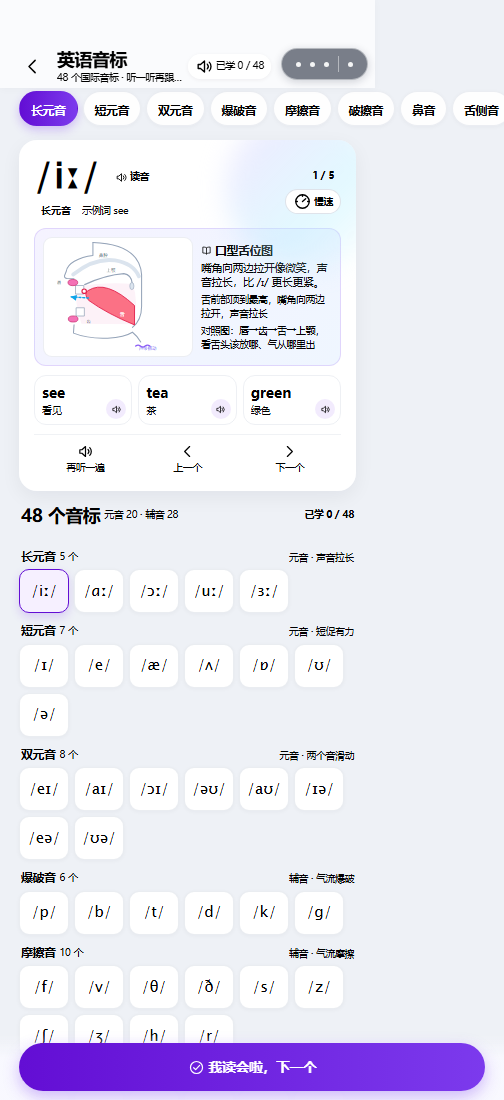 英语音标
48 个国际音标 · 听一听再跟...
已学 0 / 48
长元音
短元音
双元音
爆破音
摩擦音
破擦音
鼻音
舌侧音
/iː/
读音
1 / 5
长元音 示例词 see
慢速
口型舌位图
嘴角向两边拉开像微笑，声
音拉长，比 /ɪ/ 更长更紧。
舌前部顶到最高，嘴角向两边
拉开，声音拉长
对照图：唇→齿→舌→上颚，
看舌头该放哪、气从哪里出
see
看见
tea
茶
green
绿色
再听一遍
上一个
下一个
48 个音标 元音 20 · 辅音 28
已学 0 / 48
长元音 5 个
元音 · 声音拉长
/iː/ /ɑː/ /ɔː/ /uː/ /ɜː/
短元音 7 个
元音 · 短促有力
/ɪ/ /e/ /æ/ /ʌ/ /ɒ/ /ʊ/
/ə/
双元音 8 个
元音 · 两个音滑动
/eɪ/ /aɪ/ /ɔɪ/ /əʊ/ /aʊ/ /ɪə/
/eə/ /ʊə/
爆破音 6 个
辅音 · 气流爆破
/p/ /b/ /t/ /d/ /k/ /g/
摩擦音 10 个
辅音 · 气流摩擦
/f/ /v/ /θ/ /ð/ /s/ /z/
/ʃ/ /ʒ/ /h/ /r/
我读会啦，下一个